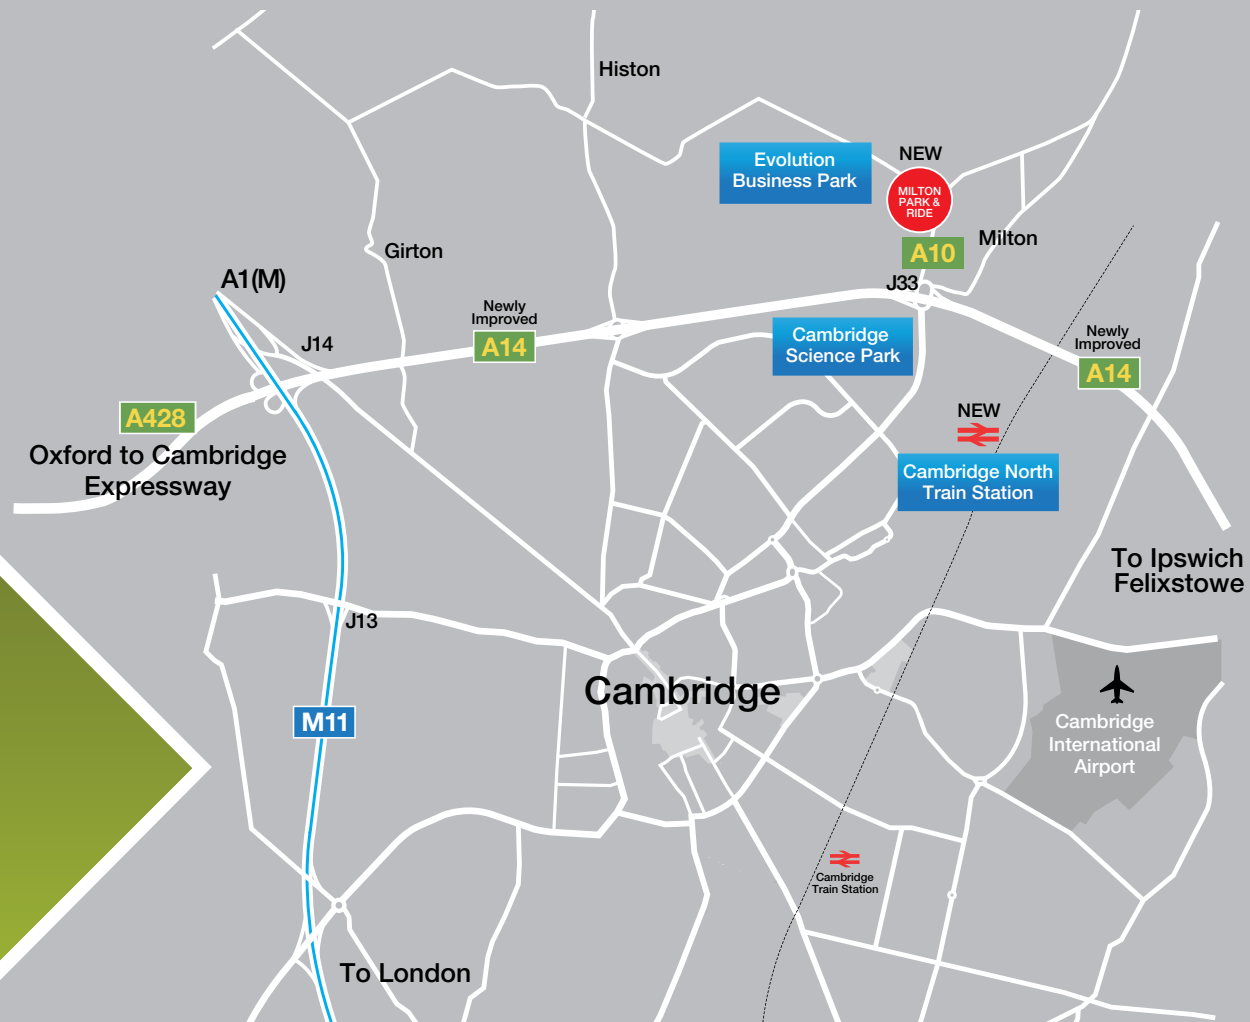 Histon
Evolution
Business Park
NEW
MILTON
PARK &
RIDE
Milton
A10
Girton
A1(M)
J33
Newly
Improved
A14
J14
Cambridge
Science Park
Newly
Improved
A14
A428
NEW
Oxford to Cambridge
Expressway
Cambridge North
Train Station
To Ipswich
Felixstowe
J13
Cambridge
M11
Cambridge
International
Airport
Cambridge
Train Station
To London